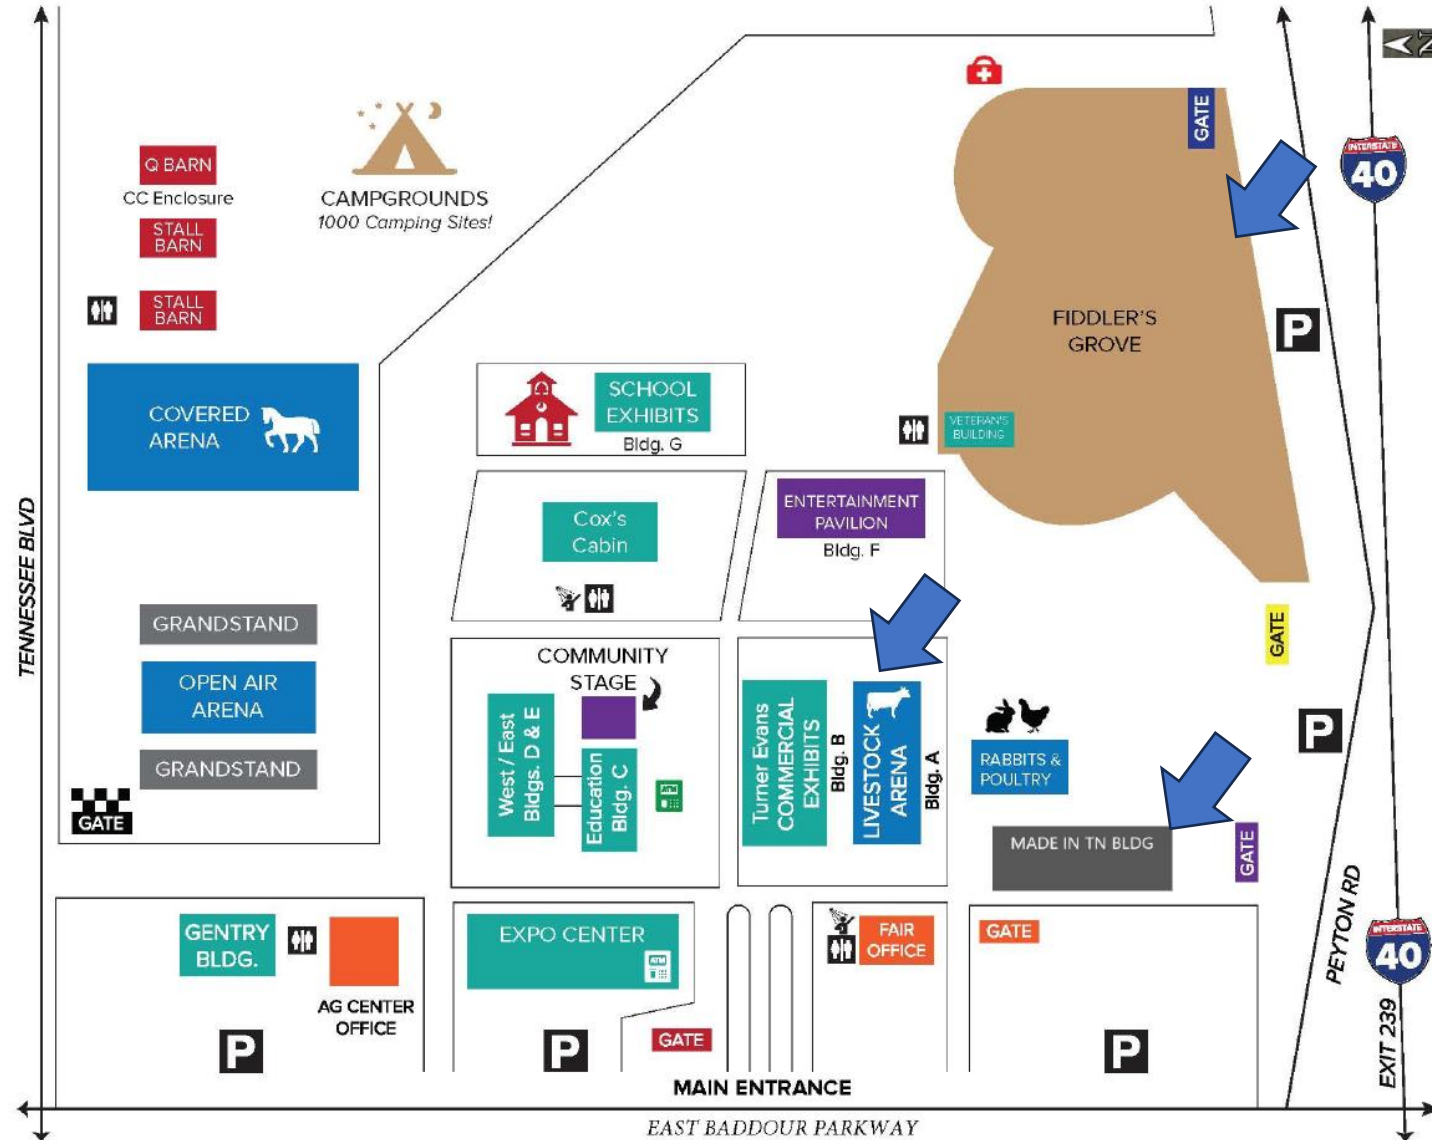 N
GATE
INTERSTATE
40
Q BARN
CC Enclosure
STALL
BARN
STALL
BARN
CAMPGROUNDS
1000 Camping Sites!
FIDDLER'S
GROVE
P
COVERED
ARENA
SCHOOL
EXHIBITS
Bldg. G
VETERAN'S
BUILDING
TENNESSEE BLVD
Cox's
Cabin
ENTERTAINMENT
PAVILION
Bldg. F
GRANDSTAND
OPEN AIR
ARENA
GRANDSTAND
GATE
COMMUNITY
STAGE
West / East
Bldgs. D & E
Education
Bldg. C
ATM
Turner Evans
COMMERCIAL
EXHIBITS
Bldg. B
LIVESTOCK
ARENA
Bldg. A
RABBITS &
POULTRY
GATE
P
MADE IN TN BLDG
GATE
GENTRY
BLDG.
AG CENTER
OFFICE
P
EXPO CENTER
ATM
P
GATE
FAIR
OFFICE
GATE
P
PEYTON RD
INTERSTATE
40
EXIT 239
MAIN ENTRANCE
EAST BADDOUR PARKWAY